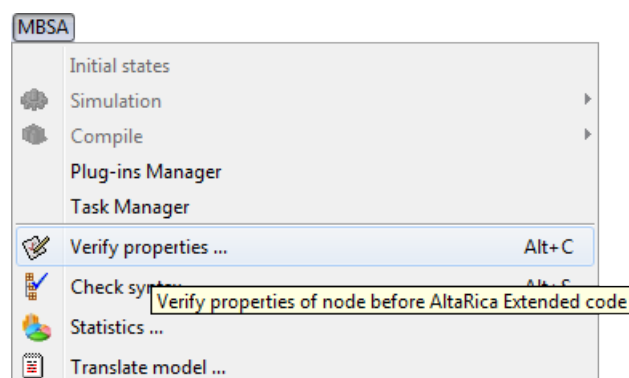 MBSA
Initial states
Simulation
Compile
Plug-ins Manager
Task Manager
Verify properties ... Alt+C
Check
Verify properties of node before AltaRica Extended code
Statistics ...
Translate model ...